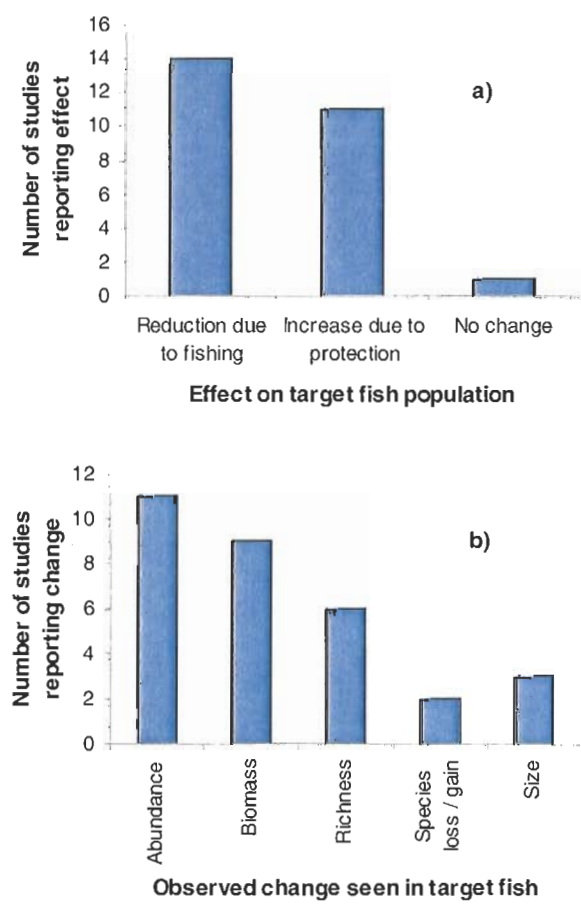 Number of studies
reporting effect
16
14
12
10
8
6
4
2
0
a)
Reduction due
to fishing
Increase due to
protection
No change
Effect on target fish population
Number of studies
reporting change
12
10
8
6
4
2
0
b)
Abundance
Biomass
Richness
Species
loss / gain
Size
Observed change seen in target fish